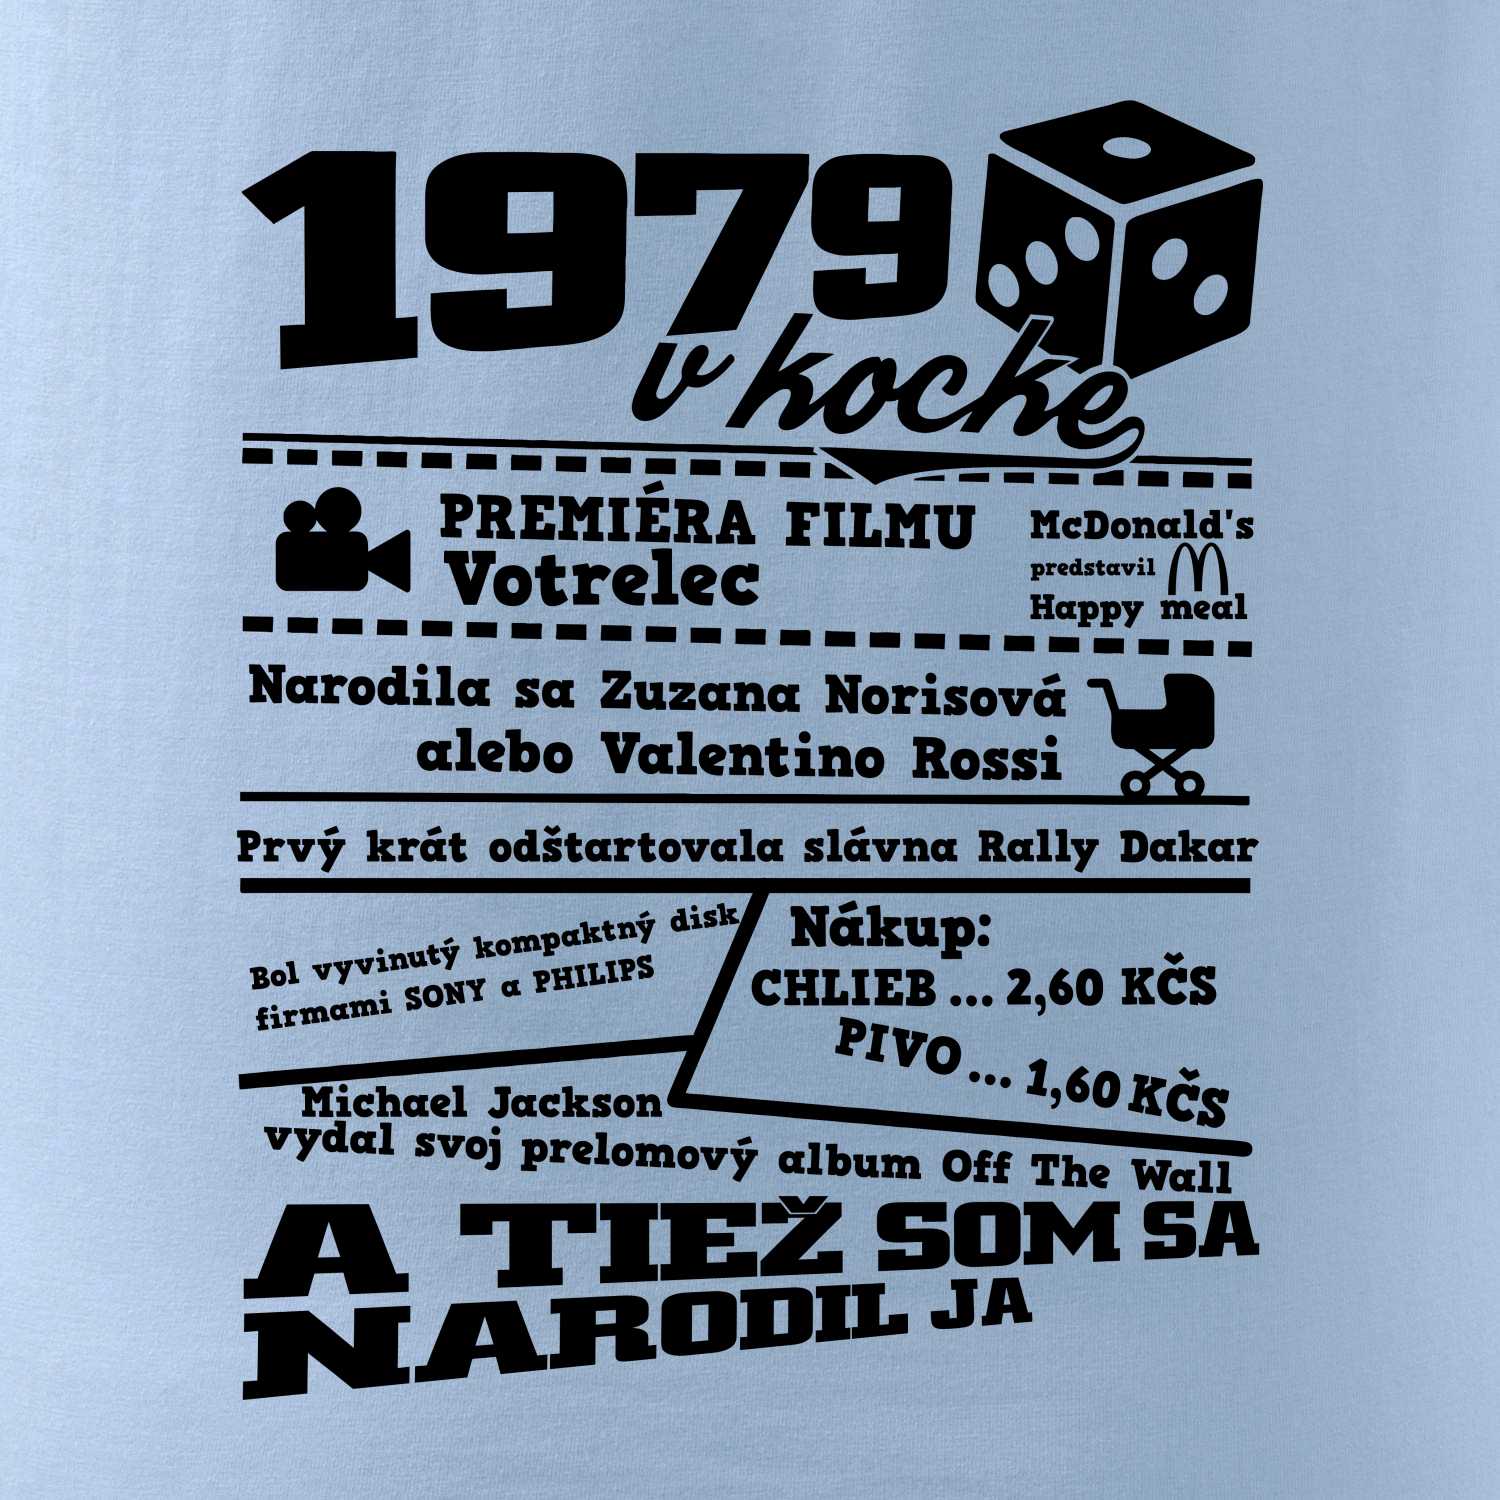 1979
v kocke
PREMIÉRA FILMU
Votrelec
McDonald's
predstavil
Happy meal
Narodila sa Zuzana Norisová
alebo Valentino Rossi
Prvý krát odštartovala slávna Rally Dakar
Bol vyvinutý kompaktný disk
firmami SONY a PHILIPS
Nákup:
CHLIEB ... 2,60 KČS
PIVO ... 1,60 KČS
Michael Jackson
vydal svoj prelomový album Off The Wall
A TIEŽ SOM SA
NARODIL JA